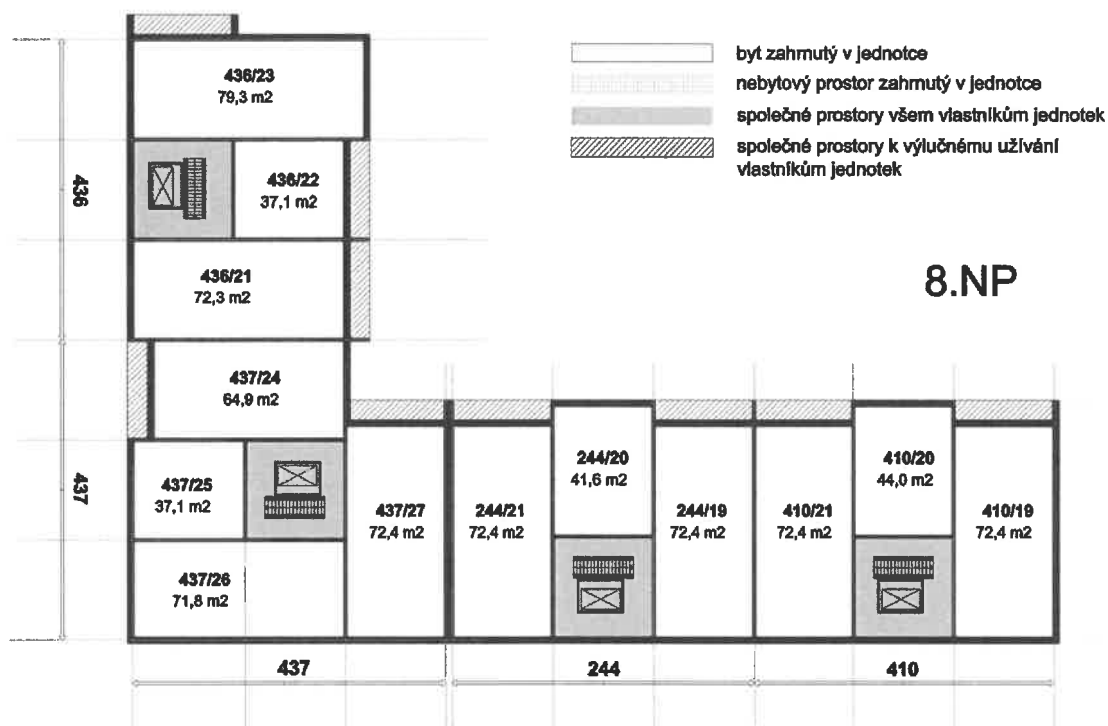 436/23
79,3 m2
byt zahrnutý v jednotce
nebytový prostor zahrnutý v jednotce
společné prostory všem vlastníkům jednotek
společné prostory k výlučnému užívání
vlastníkům jednotek
436
436/22
37,1 m2
436/21
72,3 m2
8.NP
437/24
64,9 m2
437
437/25
37,1 m2
437/27
72,4 m2
244/21
72,4 m2
244/20
41,6 m2
244/19
72,4 m2
410/21
72,4 m2
410/20
44,0 m2
410/19
72,4 m2
437/26
71,8 m2
437
244
410